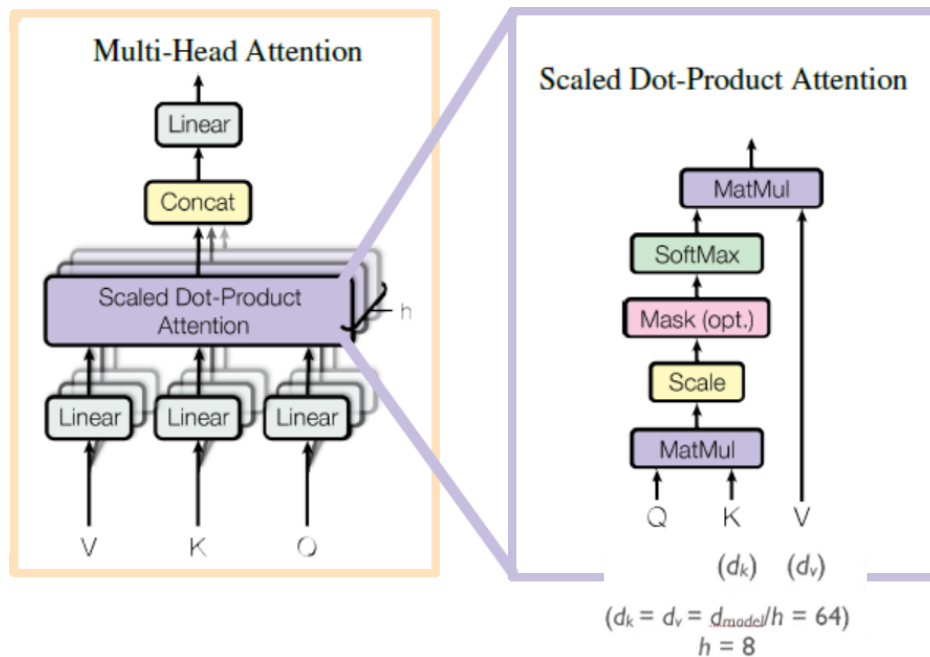 Multi-Head Attention
Linear
Concat
Scaled Dot-Product
Attention
h
Linear
Linear
Linear
V
K
Q
Scaled Dot-Product Attention
MatMul
SoftMax
Mask (opt.)
Scale
MatMul
Q
K
V
(dₖ)
(dᵥ)
(dₖ = dᵥ = d_model/h = 64)
h = 8